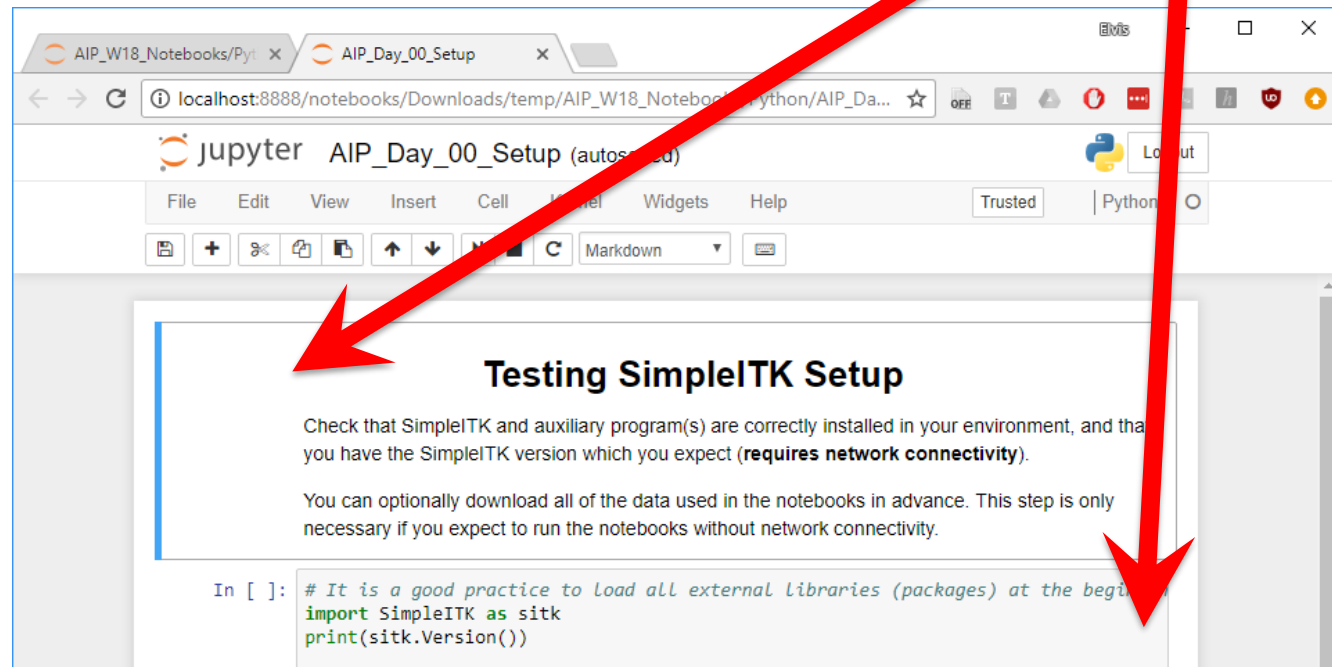 Elvis
AIP_W18_Notebooks/Pyt AIP_Day_00_Setup
localhost:8888/notebooks/Downloads/temp/AIP_W18_Noteboo Python/AIP_Da... OFF T h
jupyter AIP_Day_00_Setup (autos ed) Lo ut
File Edit View Insert Cell K nel Widgets Help Trusted Python
Markdown
Testing SimpleITK Setup
Check that SimpleITK and auxiliary program(s) are correctly installed in your environment, and tha
you have the SimpleITK version which you expect (requires network connectivity).
You can optionally download all of the data used in the notebooks in advance. This step is only
necessary if you expect to run the notebooks without network connectivity.
In [ ]: # It is a good practice to load all external libraries (packages) at the begi
import SimpleITK as sitk
print(sitk.Version())